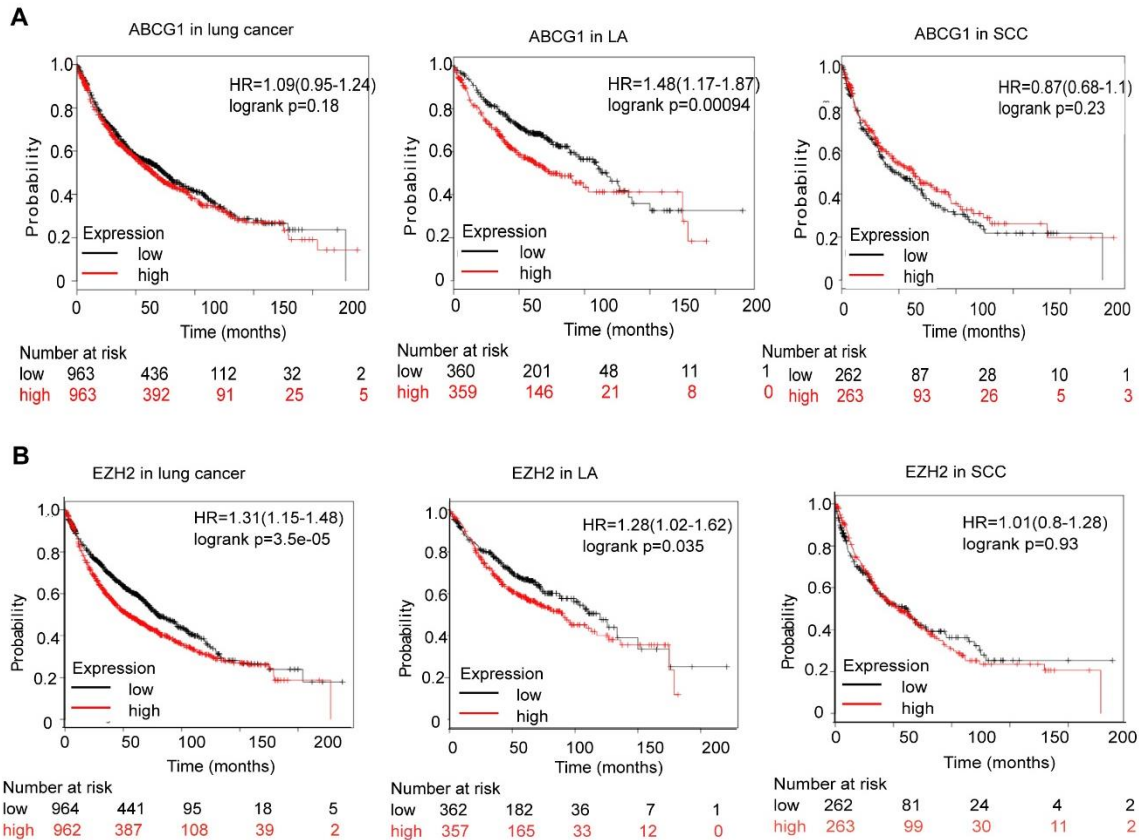 A
ABCG1 in lung cancer
HR=1.09(0.95-1.24)
logrank p=0.18
Probability
1.0
0.8
0.6
0.4
0.2
0
Expression
low
high
0 50 100 150 200
Time (months)
Number at risk
low 963 436 112 32 2
high 963 392 91 25 5
ABCG1 in LA
HR=1.48(1.17-1.87)
logrank p=0.00094
Probability
1.0
0.8
0.6
0.4
0.2
0
Expression
low
high
0 50 100 150 200
Time (months)
Number at risk
low 360 201 48 11 1
high 359 146 21 8 0
ABCG1 in SCC
HR=0.87(0.68-1.1)
logrank p=0.23
Probability
1.0
0.8
0.6
0.4
0.2
0
Expression
low
high
0 50 100 150 200
Time (months)
Number at risk
low 262 87 28 10 1
high 263 93 26 5 3
B
EZH2 in lung cancer
HR=1.31(1.15-1.48)
logrank p=3.5e-05
Probability
1.0
0.8
0.6
0.4
0.2
0
Expression
low
high
0 50 100 150 200
Time (months)
Number at risk
low 964 441 95 18 5
high 962 387 108 39 2
EZH2 in LA
HR=1.28(1.02-1.62)
logrank p=0.035
Probability
1.0
0.8
0.6
0.4
0.2
0
Expression
low
high
0 50 100 150 200
Time (months)
Number at risk
low 362 182 36 7 1
high 357 165 33 12 0
EZH2 in SCC
HR=1.01(0.8-1.28)
logrank p=0.93
Probability
1.0
0.8
0.6
0.4
0.2
0
Expression
low
high
0 50 100 150 200
Time (months)
Number at risk
low 262 81 24 4 2
high 263 99 30 11 2